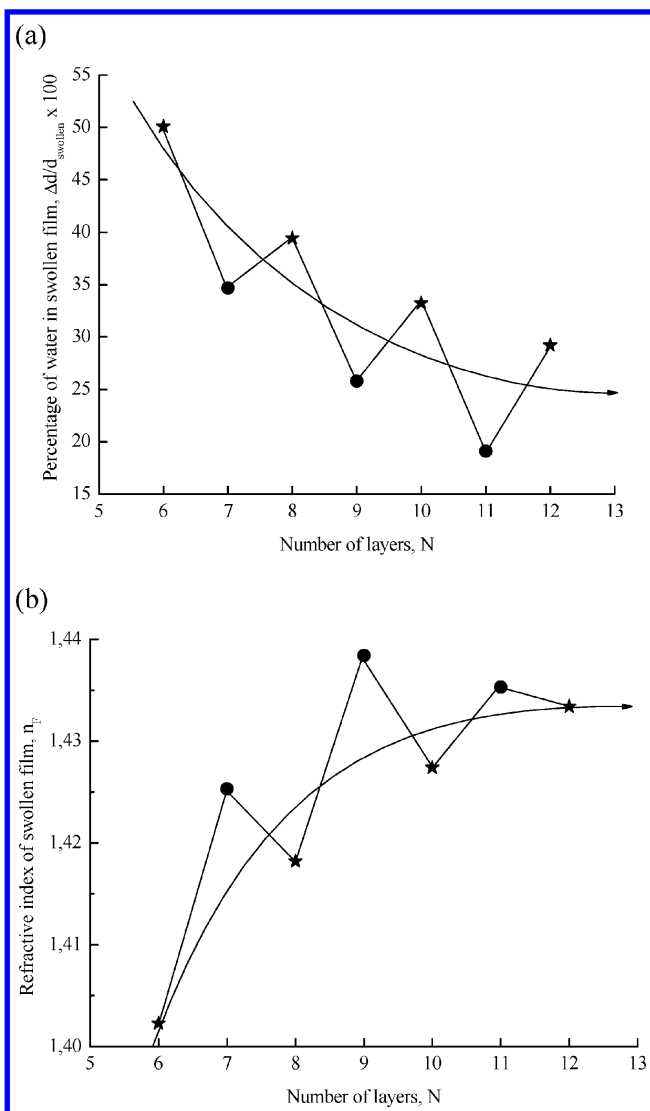 (a)
Percentage of water in swollen film, Δd/d_swollen x 100
55
50
45
40
35
30
25
20
15
5 6 7 8 9 10 11 12 13
Number of layers, N
(b)
Refractive index of swollen film, n_F
1,44
1,43
1,42
1,41
1,40
5 6 7 8 9 10 11 12 13
Number of layers, N